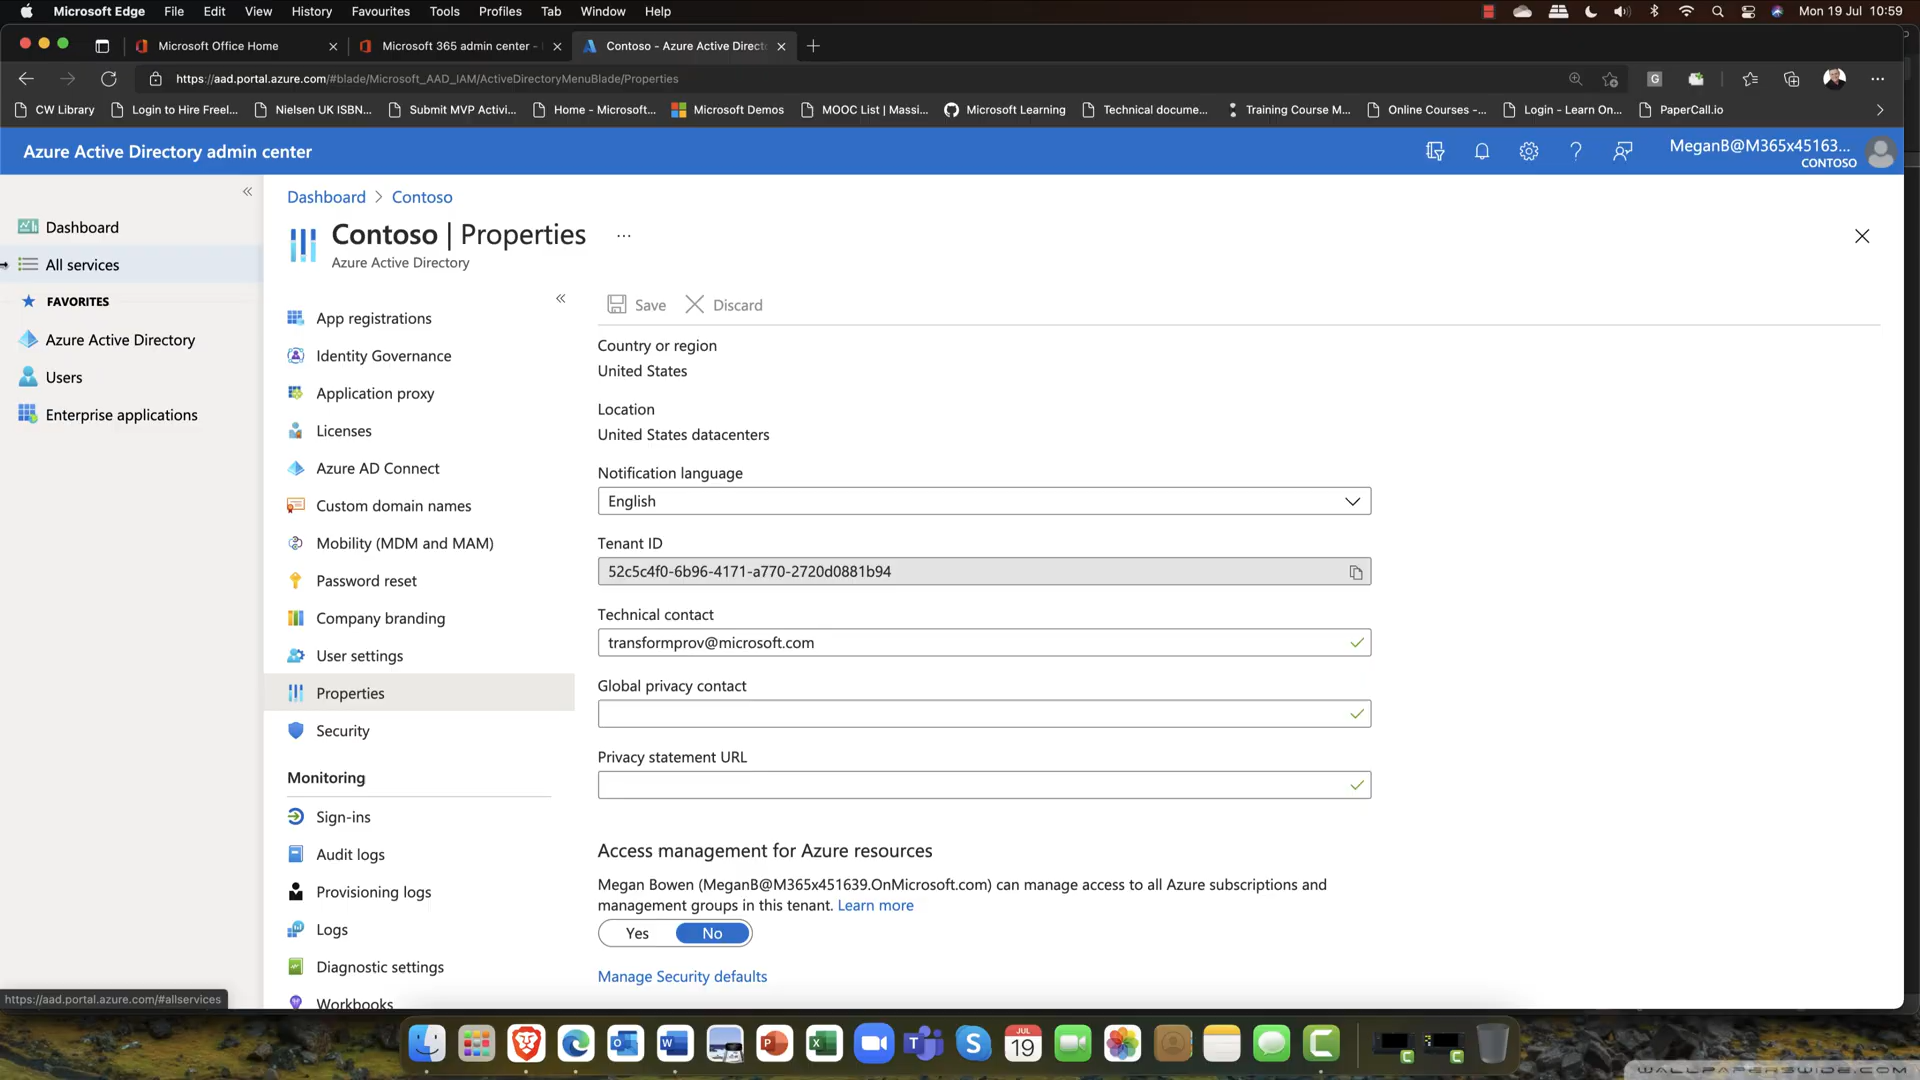 Microsoft Edge File Edit View History Favourites Tools Profiles Tab Window Help Mon 19 Jul 10:59
Microsoft Office Home Microsoft 365 admin center - Contoso - Azure Active Direct
https://aad.portal.azure.com/#blade/Microsoft_AAD_IAM/ActiveDirectoryMenuBlade/Properties
CW Library Login to Hire Freel... Nielsen UK ISBN... Submit MVP Activi... Home - Microsoft... Microsoft Demos MOOC List | Massi... Microsoft Learning Technical docume... Training Course M... Online Courses -... Login - Learn On... PaperCall.io
Azure Active Directory admin center
MeganB@M365x45163...
CONTOSO
Dashboard
All services
FAVORITES
Azure Active Directory
Users
Enterprise applications
Dashboard > Contoso
Contoso | Properties ...
Azure Active Directory
App registrations
Identity Governance
Application proxy
Licenses
Azure AD Connect
Custom domain names
Mobility (MDM and MAM)
Password reset
Company branding
User settings
Properties
Security
Monitoring
Sign-ins
Audit logs
Provisioning logs
Logs
Diagnostic settings
Workbooks
Save Discard
Country or region
United States
Location
United States datacenters
Notification language
English
Tenant ID
52c5c4f0-6b96-4171-a770-2720d0881b94
Technical contact
transformprov@microsoft.com
Global privacy contact
Privacy statement URL
Access management for Azure resources
Megan Bowen (MeganB@M365x451639.OnMicrosoft.com) can manage access to all Azure subscriptions and
management groups in this tenant. Learn more
Yes No
Manage Security defaults
https://aad.portal.azure.com/#allservices
JUL
19
WALLPAPERSWIDE.COM